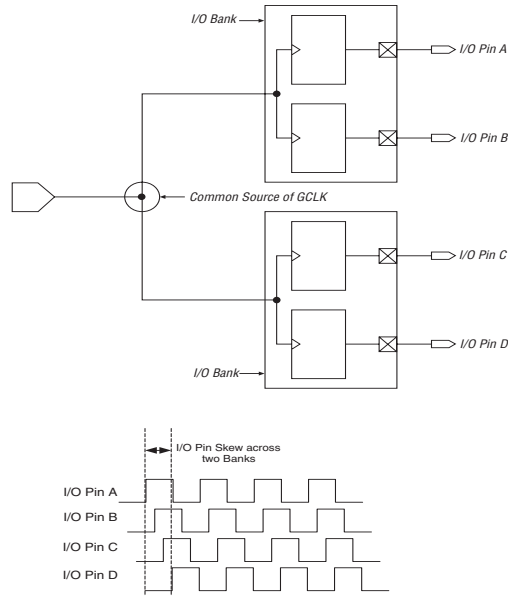 I/O Bank
I/O Pin A
I/O Pin B
Common Source of GCLK
I/O Pin C
I/O Pin D
I/O Bank
I/O Pin Skew across
two Banks
I/O Pin A
I/O Pin B
I/O Pin C
I/O Pin D